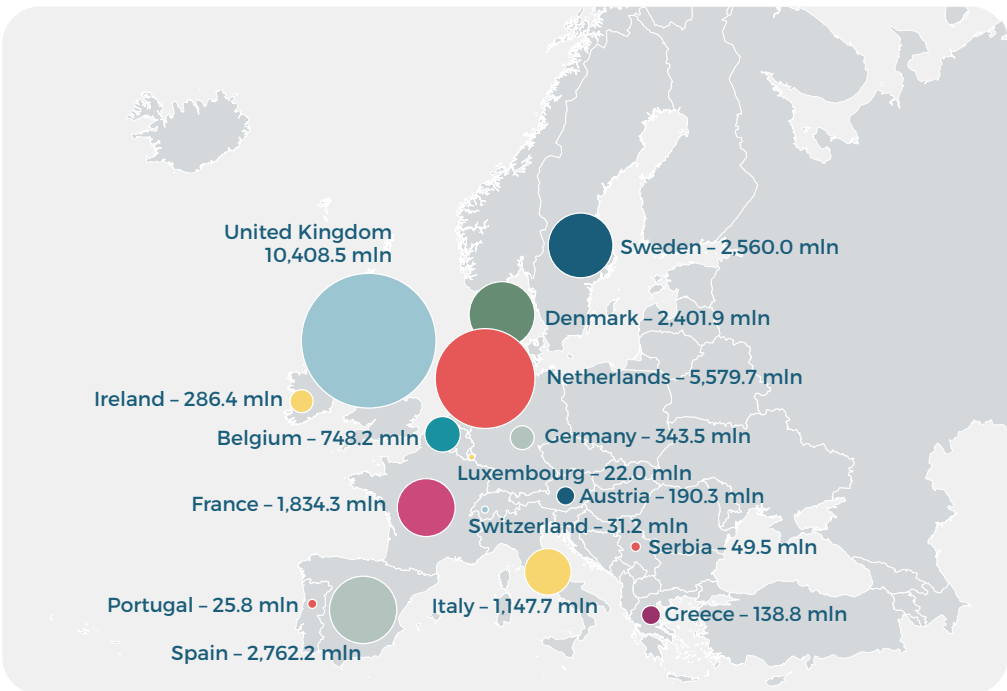 United Kingdom
10,408.5 mln
Sweden – 2,560.0 mln
Denmark – 2,401.9 mln
Netherlands – 5,579.7 mln
Ireland – 286.4 mln
Belgium – 748.2 mln
Germany – 343.5 mln
Luxembourg – 22.0 mln
Austria – 190.3 mln
France – 1,834.3 mln
Switzerland – 31.2 mln
Serbia – 49.5 mln
Portugal – 25.8 mln
Italy – 1,147.7 mln
Greece – 138.8 mln
Spain – 2,762.2 mln